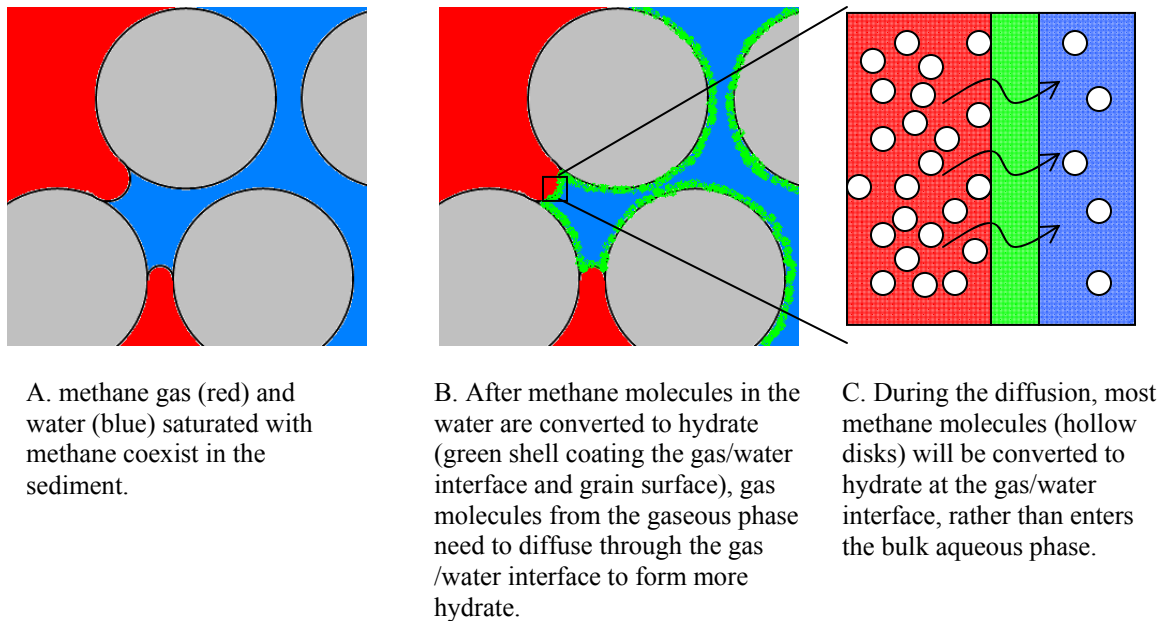 A. methane gas (red) and
water (blue) saturated with
methane coexist in the
sediment.
B. After methane molecules in the
water are converted to hydrate
(green shell coating the gas/water
interface and grain surface), gas
molecules from the gaseous phase
need to diffuse through the gas
/water interface to form more
hydrate.
C. During the diffusion, most
methane molecules (hollow
disks) will be converted to
hydrate at the gas/water
interface, rather than enters
the bulk aqueous phase.